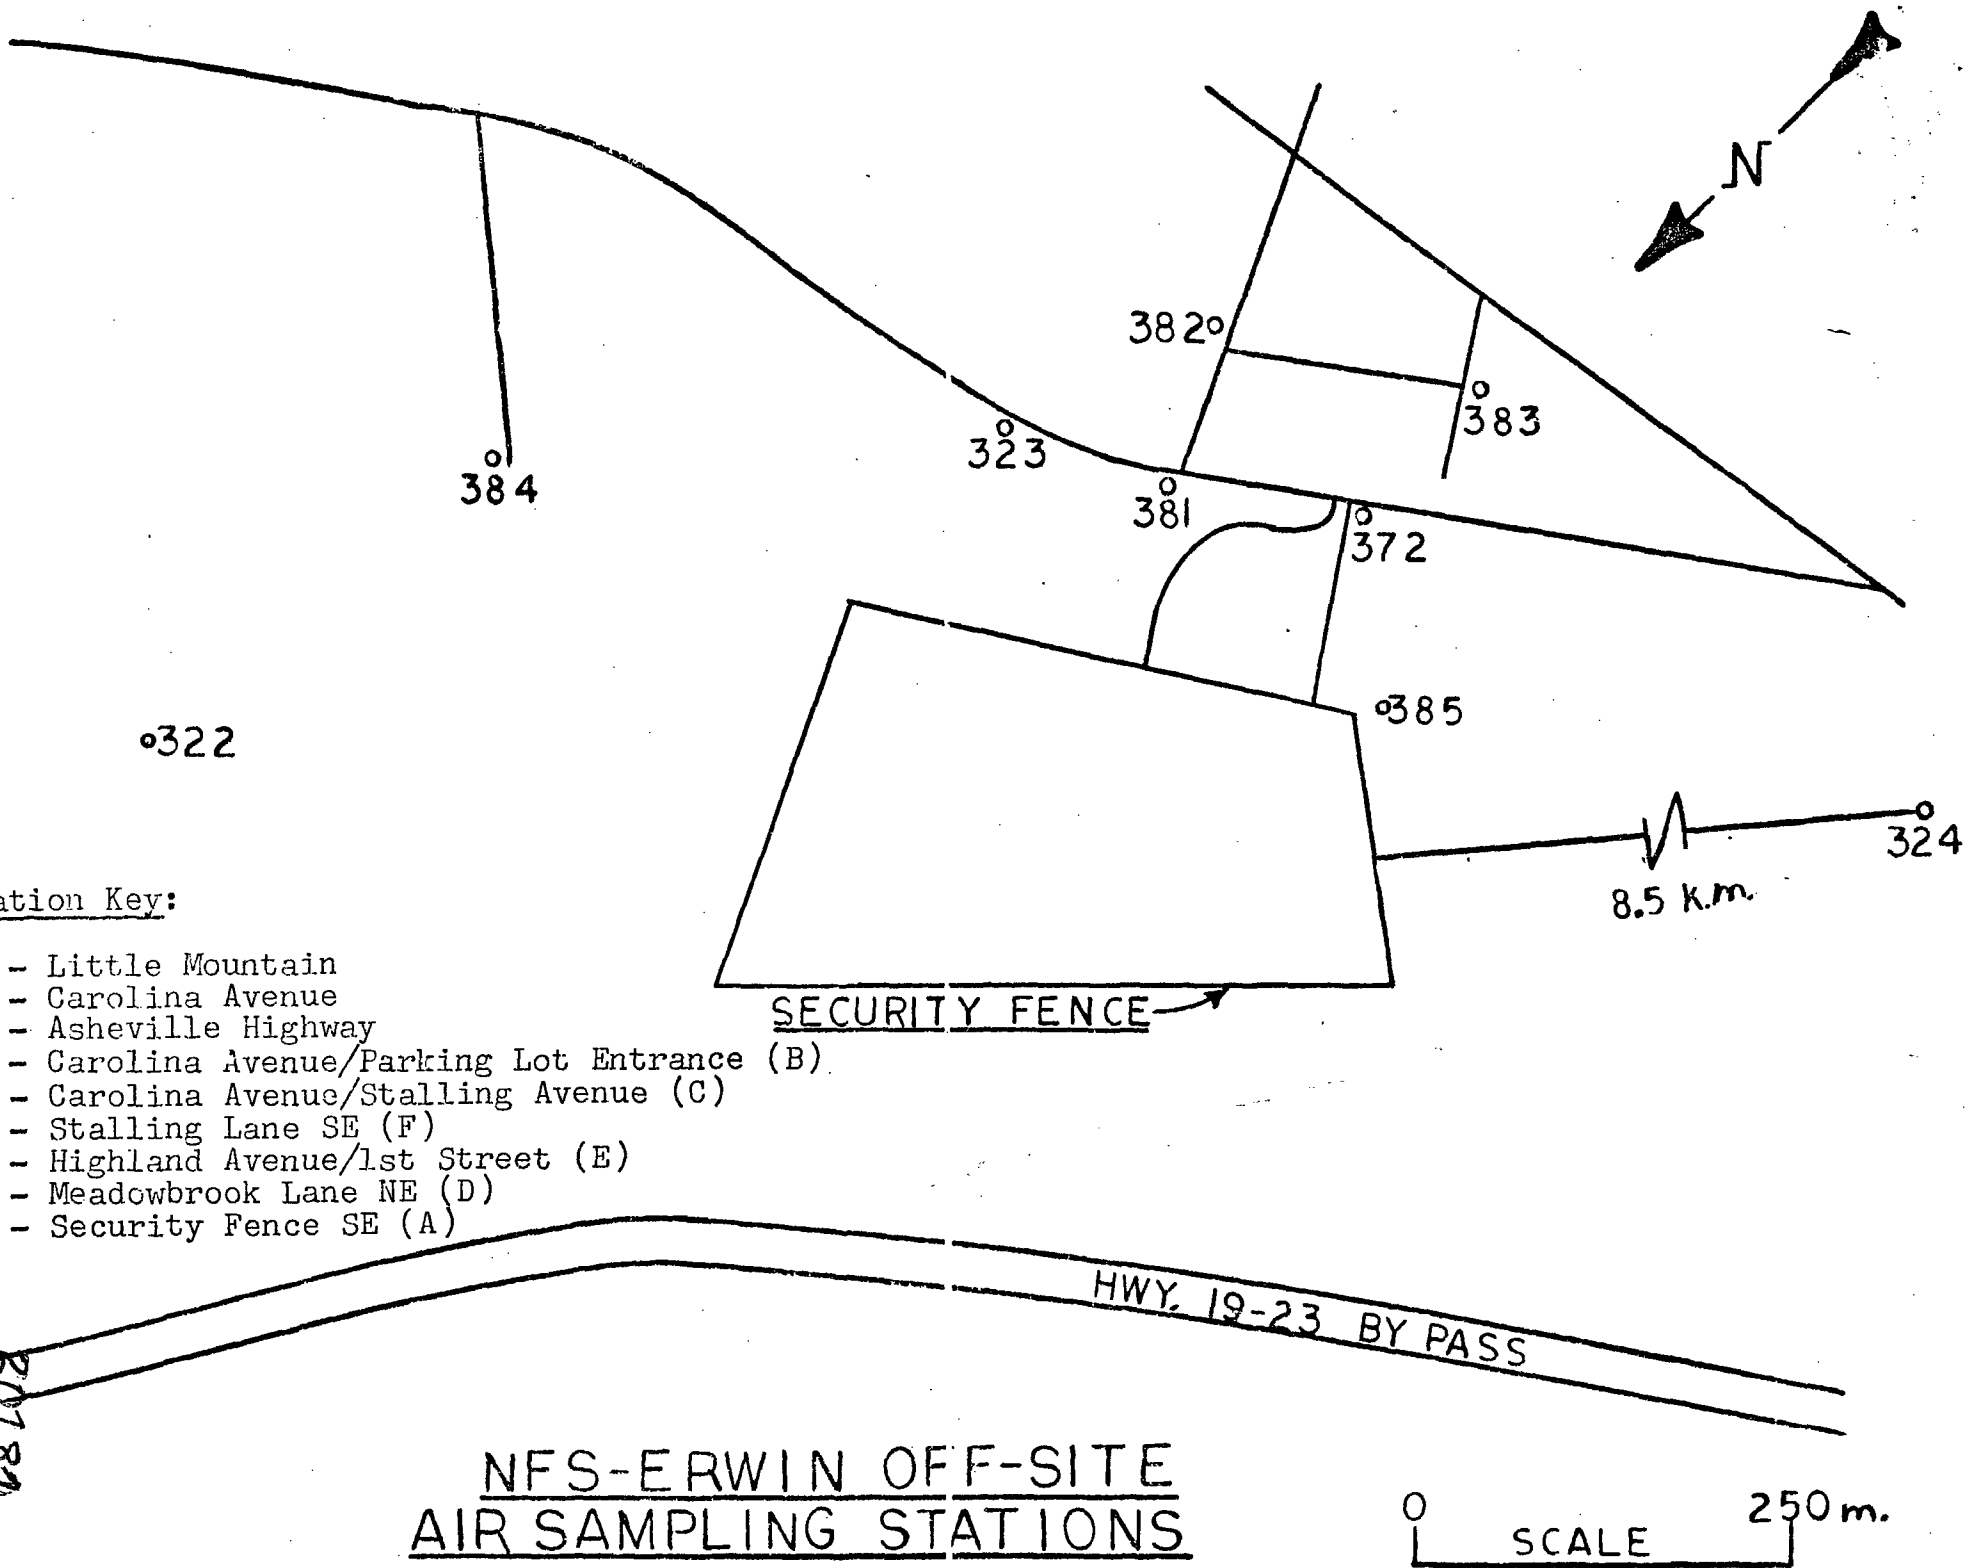 N
382
383
323
384
381
372
385
322
324
8.5 k.m.
ation Key:
- Little Mountain
- Carolina Avenue
- Asheville Highway
- Carolina Avenue/Parking Lot Entrance (B)
- Carolina Avenue/Stalling Avenue (C)
- Stalling Lane SE (F)
- Highland Avenue/1st Street (E)
- Meadowbrook Lane NE (D)
- Security Fence SE (A)
SECURITY FENCE
HWY. 19-23 BY PASS
NFS-ERWIN OFF-SITE
AIR SAMPLING STATIONS
0 250 m.
SCALE